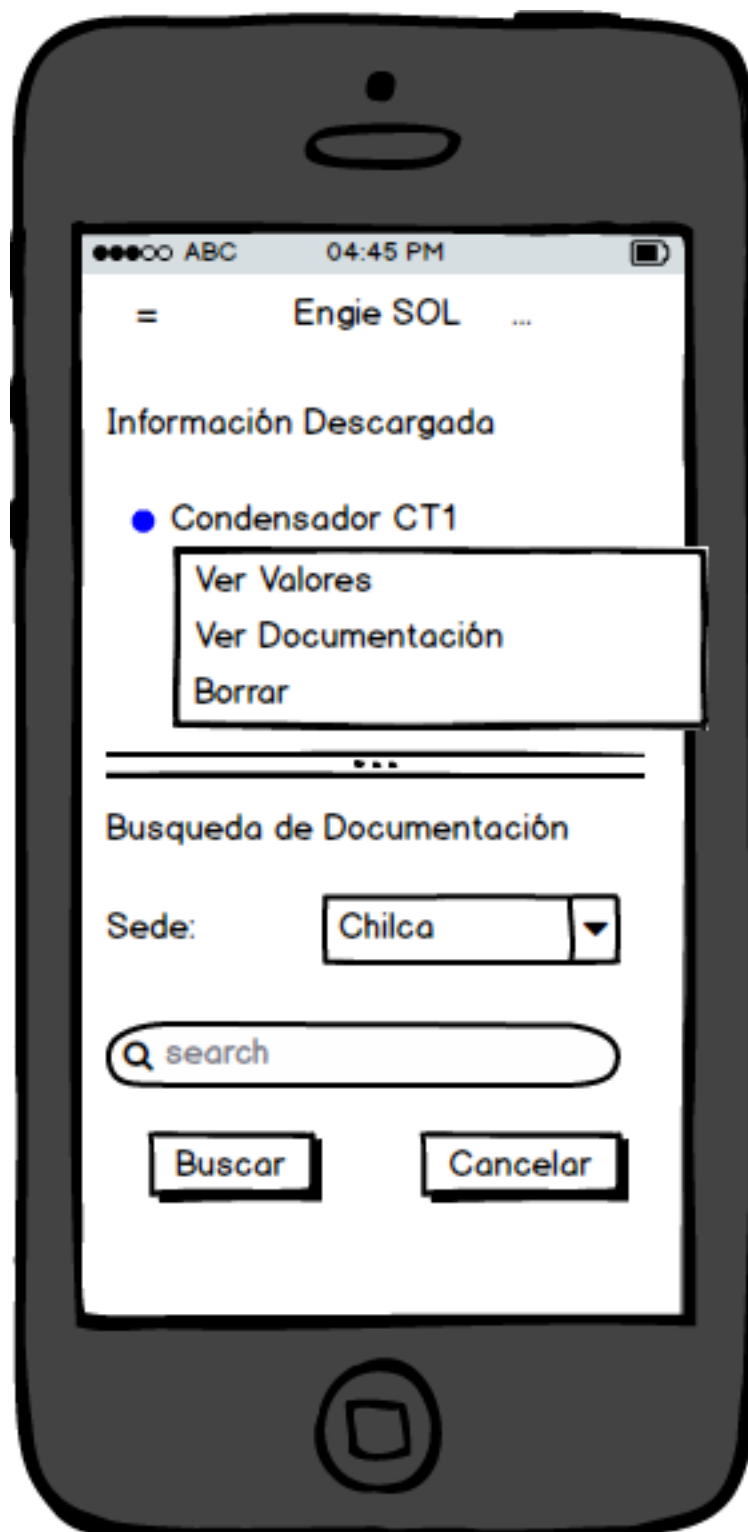 ABC 04:45 PM
= Engie SOL ...
Información Descargada
Condensador CT1
Ver Valores
Ver Documentación
Borrar
Busqueda de Documentación
Sede: Chilca
search
Buscar Cancelar